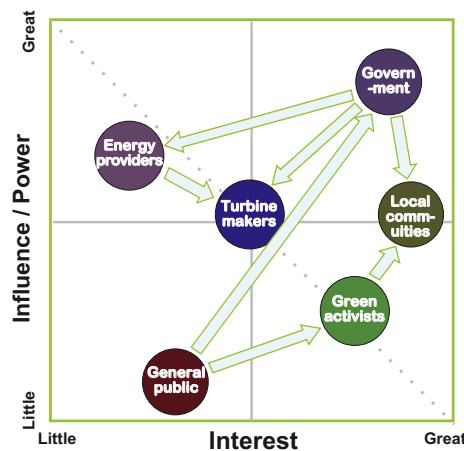 Great
Govern
-ment
Energy
providers
Turbine
makers
Local
comm-
uities
Influence / Power
Green
activists
General
public
Little
Little
Interest
Great